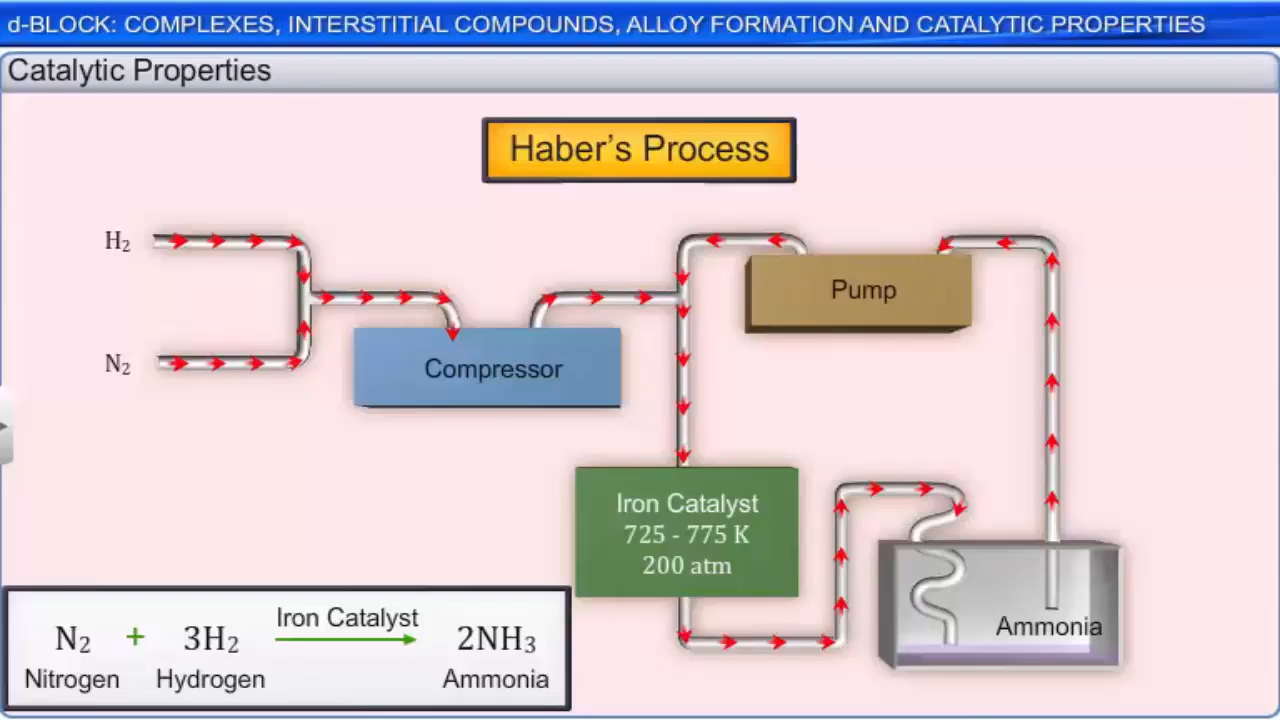 d-BLOCK: COMPLEXES, INTERSTITIAL COMPOUNDS, ALLOY FORMATION AND CATALYTIC PROPERTIES
Catalytic Properties
Haber’s Process
H₂
N₂
Compressor
Pump
Iron Catalyst
725 - 775 K
200 atm
Ammonia
Iron Catalyst
N₂ + 3H₂ → 2NH₃
Nitrogen Hydrogen Ammonia